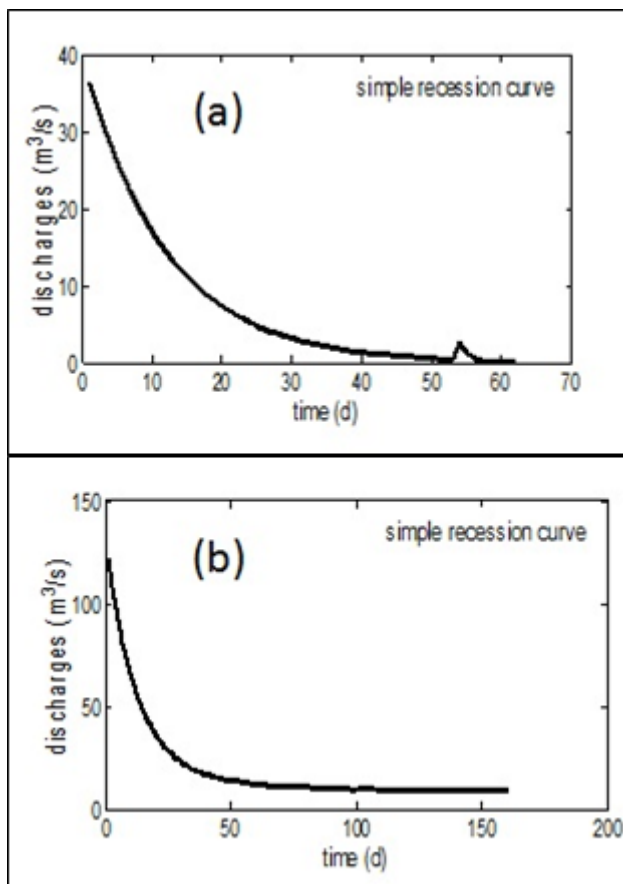 40
simple recession curve
(a)
30
20
10
0
discharges (m³/s)
0 10 20 30 40 50 60 70
time (d)
150
simple recession curve
(b)
100
50
0
discharges (m³/s)
0 50 100 150 200
time (d)